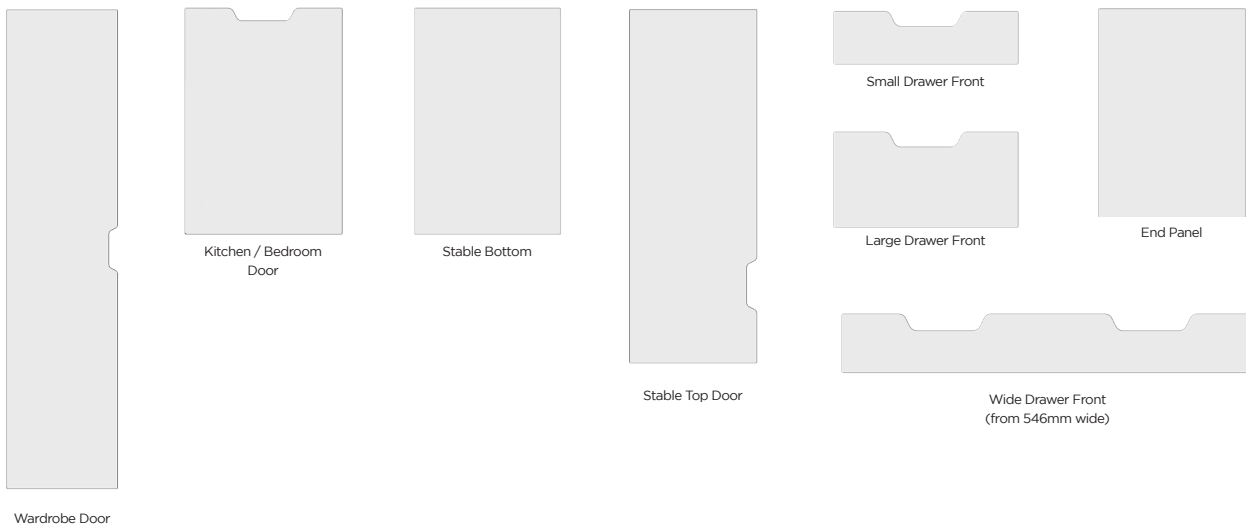 Small Drawer Front
Large Drawer Front
End Panel
Kitchen / Bedroom
Door
Stable Bottom
Stable Top Door
Wide Drawer Front
(from 546mm wide)
Wardrobe Door